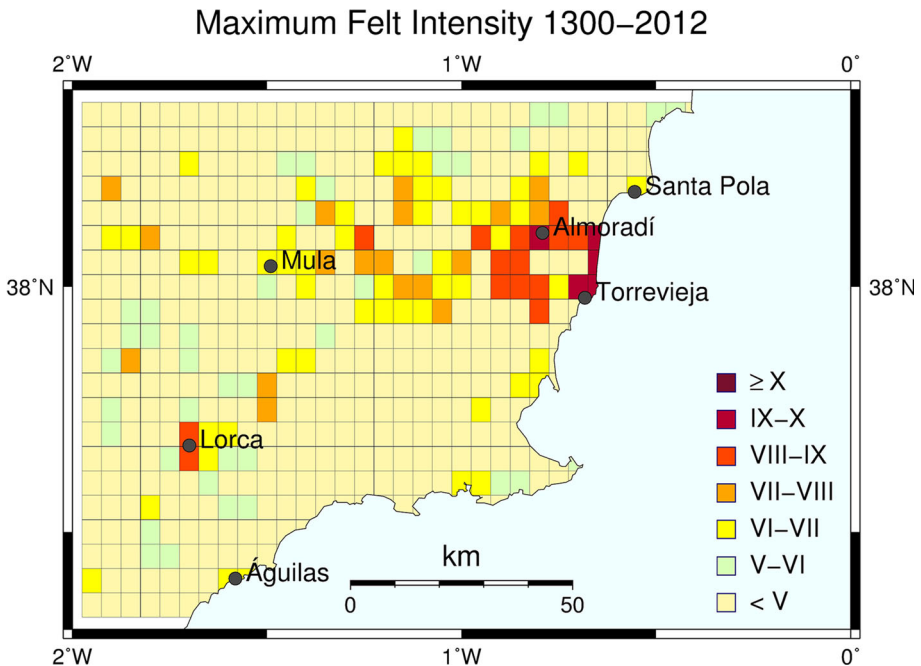 Maximum Felt Intensity 1300–2012
2˚W 1˚W 0˚
Santa Pola
Almoradí
Mula
38˚N 38˚N
Torrevieja
≥ X
IX–X
Lorca
VIII–IX
VII–VIII
VI–VII
km
V–VI
Águilas
0 50
< V
2˚W 1˚W 0˚